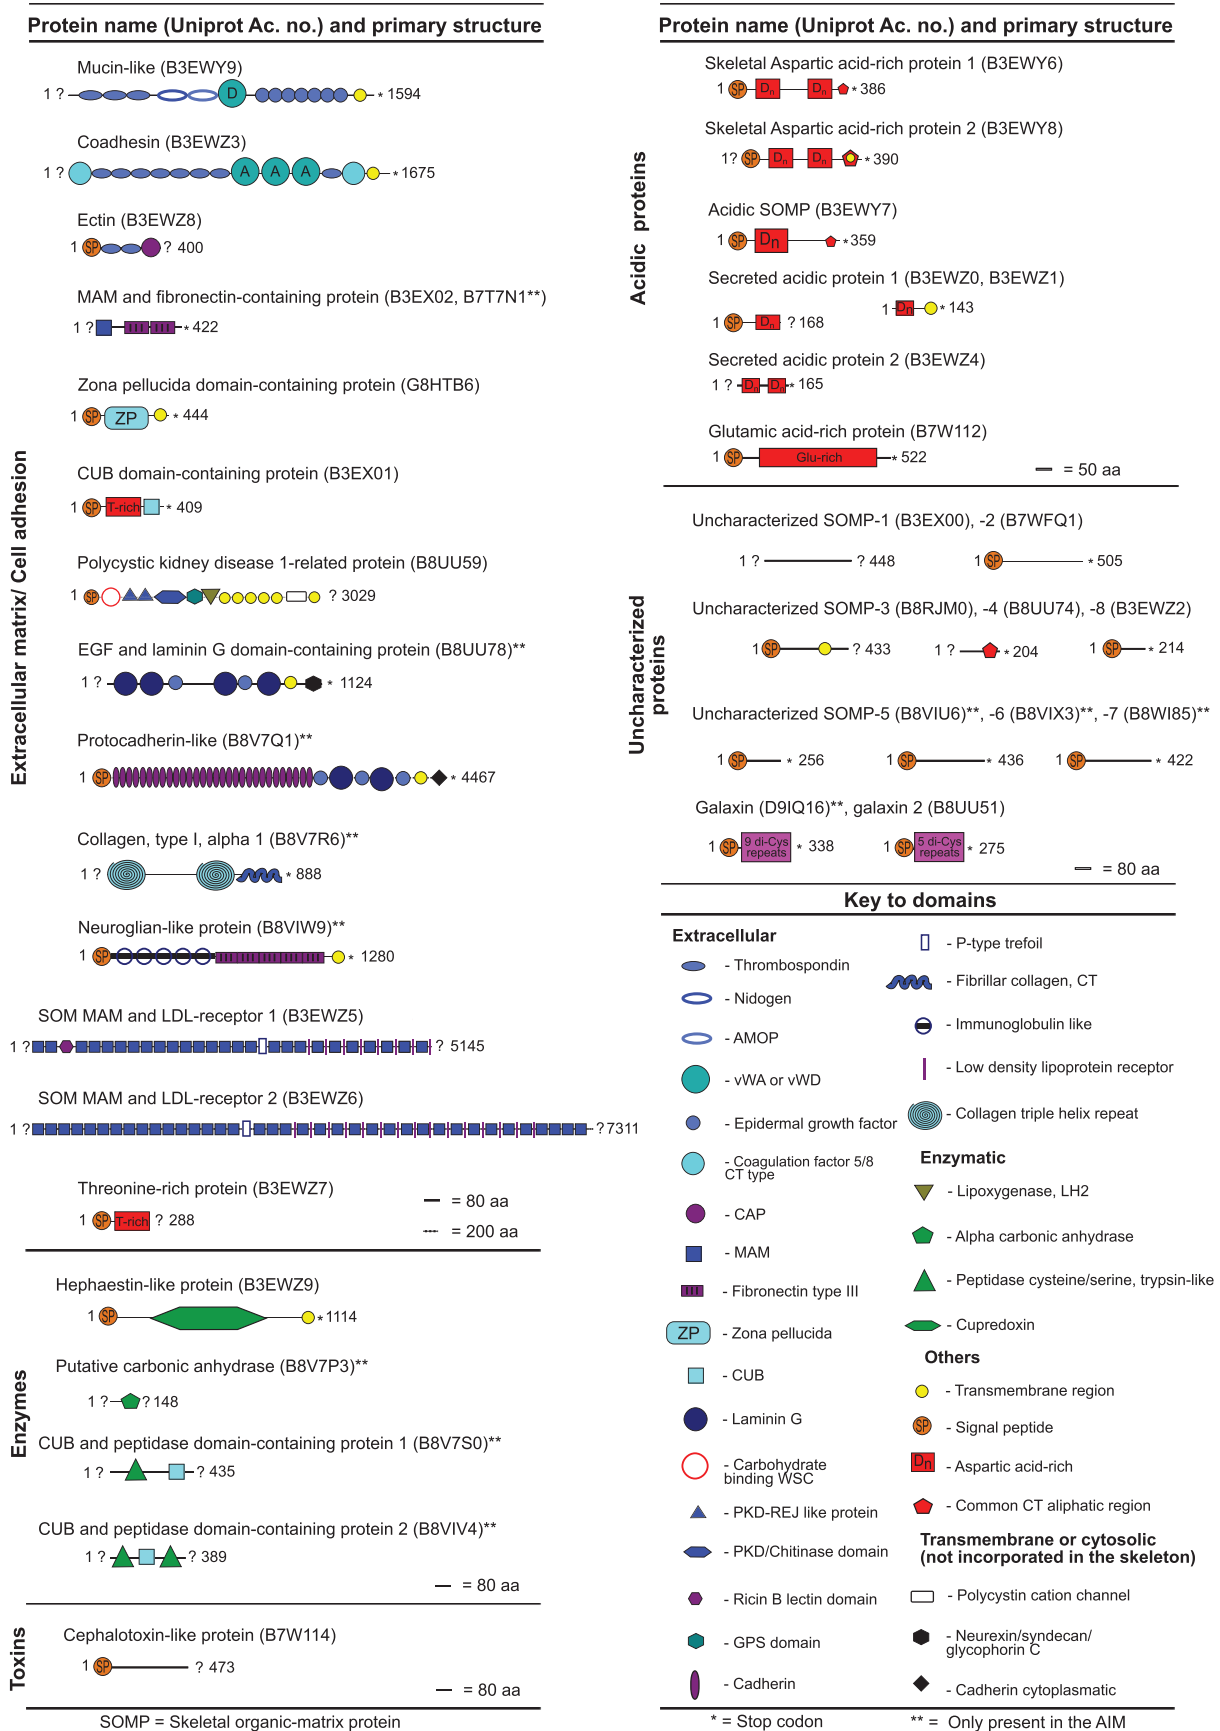 Protein name (Uniprot Ac. no.) and primary structure
Extracellular matrix/ Cell adhesion
Mucin-like (B3EWY9)
1 ? D * 1594
Coadhesin (B3EWZ3)
1 ? A A A * 1675
Ectin (B3EWZ8)
1 SP ? 400
MAM and fibronectin-containing protein (B3EX02, B7T7N1**)
1 ? III III * 422
Zona pellucida domain-containing protein (G8HTB6)
1 SP ZP * 444
CUB domain-containing protein (B3EX01)
1 SP T-rich * 409
Polycystic kidney disease 1-related protein (B8UU59)
1 SP ? 3029
EGF and laminin G domain-containing protein (B8UU78)**
1 ? * 1124
Protocadherin-like (B8V7Q1)**
1 SP * 4467
Collagen, type I, alpha 1 (B8V7R6)**
1 ? * 888
Neuroglian-like protein (B8VIW9)**
1 SP * 1280
SOM MAM and LDL-receptor 1 (B3EWZ5)
1 ? ? 5145
SOM MAM and LDL-receptor 2 (B3EWZ6)
1 ? ? 7311
Threonine-rich protein (B3EWZ7)
1 SP T-rich ? 288
= 80 aa
= 200 aa
Enzymes
Hephaestin-like protein (B3EWZ9)
1 SP * 1114
Putative carbonic anhydrase (B8V7P3)**
1 ? ? 148
CUB and peptidase domain-containing protein 1 (B8V7S0)**
1 ? ? 435
CUB and peptidase domain-containing protein 2 (B8VIV4)**
1 ? ? 389
= 80 aa
Toxins
Cephalotoxin-like protein (B7W114)
1 SP ? 473
= 80 aa
SOMP = Skeletal organic-matrix protein
Protein name (Uniprot Ac. no.) and primary structure
Acidic proteins
Skeletal Aspartic acid-rich protein 1 (B3EWY6)
1 SP Dn Dn * 386
Skeletal Aspartic acid-rich protein 2 (B3EWY8)
1? SP Dn Dn * 390
Acidic SOMP (B3EWY7)
1 SP Dn * 359
Secreted acidic protein 1 (B3EWZ0, B3EWZ1)
1 SP Dn ? 168
1 Dn * 143
Secreted acidic protein 2 (B3EWZ4)
1 ? Dn Dn * 165
Glutamic acid-rich protein (B7W112)
1 SP Glu-rich * 522
= 50 aa
Uncharacterized
proteins
Uncharacterized SOMP-1 (B3EX00), -2 (B7WFQ1)
1 ? ? 448
1 SP * 505
Uncharacterized SOMP-3 (B8RJM0), -4 (B8UU74), -8 (B3EWZ2)
1 SP ? 433
1 ? * 204
1 SP * 214
Uncharacterized SOMP-5 (B8VIU6)**, -6 (B8VIX3)**, -7 (B8WI85)**
1 SP * 256
1 SP * 436
1 SP * 422
Galaxin (D9IQ16)**, galaxin 2 (B8UU51)
1 SP 9 di-Cys repeats * 338
1 SP 5 di-Cys repeats * 275
= 80 aa
Key to domains
Extracellular
- Thrombospondin
- Nidogen
- AMOP
- vWA or vWD
- Epidermal growth factor
- Coagulation factor 5/8
CT type
- CAP
- MAM
- Fibronectin type III
ZP - Zona pellucida
- CUB
- Laminin G
- Carbohydrate
binding WSC
- PKD-REJ like protein
- PKD/Chitinase domain
- Ricin B lectin domain
- GPS domain
- Cadherin
- P-type trefoil
- Fibrillar collagen, CT
- Immunoglobulin like
- Low density lipoprotein receptor
- Collagen triple helix repeat
Enzymatic
- Lipoxygenase, LH2
- Alpha carbonic anhydrase
- Peptidase cysteine/serine, trypsin-like
- Cupredoxin
Others
- Transmembrane region
SP - Signal peptide
Dn - Aspartic acid-rich
- Common CT aliphatic region
Transmembrane or cytosolic
(not incorporated in the skeleton)
- Polycystin cation channel
- Neurexin/syndecan/
glycophorin C
- Cadherin cytoplasmatic
* = Stop codon
** = Only present in the AIM